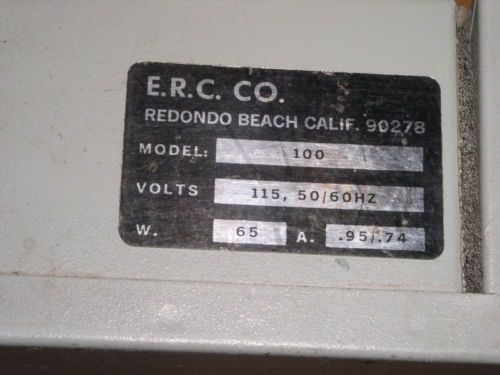 E.R.C. CO.
REDONDO BEACH CALIF. 90278
MODEL: 100
VOLTS 115, 50/60HZ
W. 65 A. .95/.74